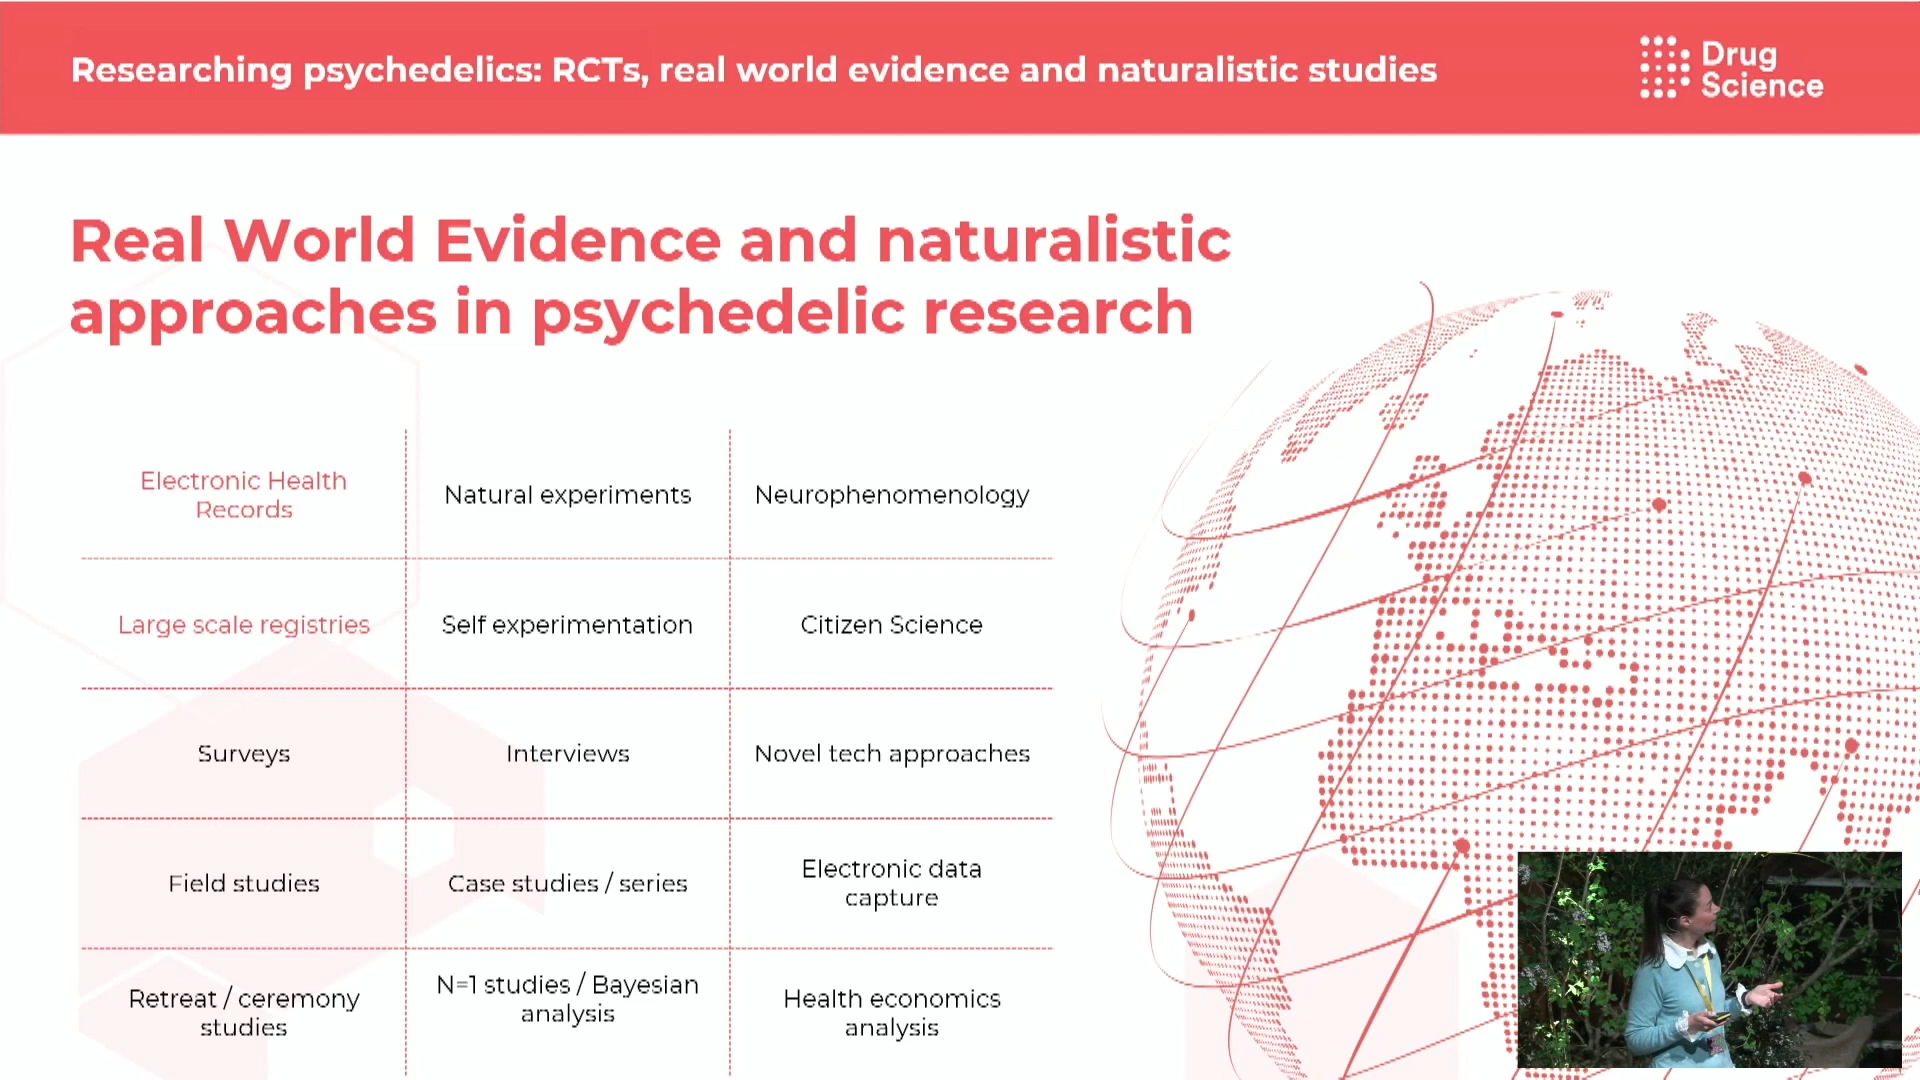 Researching psychedelics: RCTs, real world evidence and naturalistic studies
Drug
Science
Real World Evidence and naturalistic
approaches in psychedelic research
Electronic Health
Records
Natural experiments
Neurophenomenology
Large scale registries
Self experimentation
Citizen Science
Surveys
Interviews
Novel tech approaches
Field studies
Case studies / series
Electronic data
capture
Retreat / ceremony
studies
N=1 studies / Bayesian
analysis
Health economics
analysis